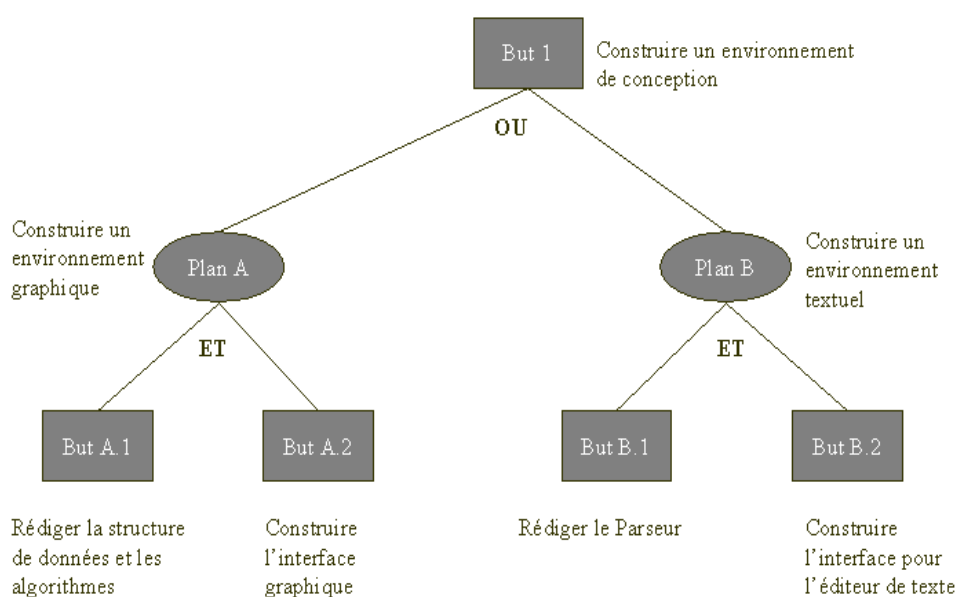 But 1
Construire un environnement
de conception
OU
Construire un
environnement
graphique
Plan A
Plan B
Construire un
environnement
textuel
ET
ET
But A.1
But A.2
But B.1
But B.2
Rédiger la structure
de données et les
algorithmes
Construire
l'interface
graphique
Rédiger le Parseur
Construire
l'interface pour
l'éditeur de texte